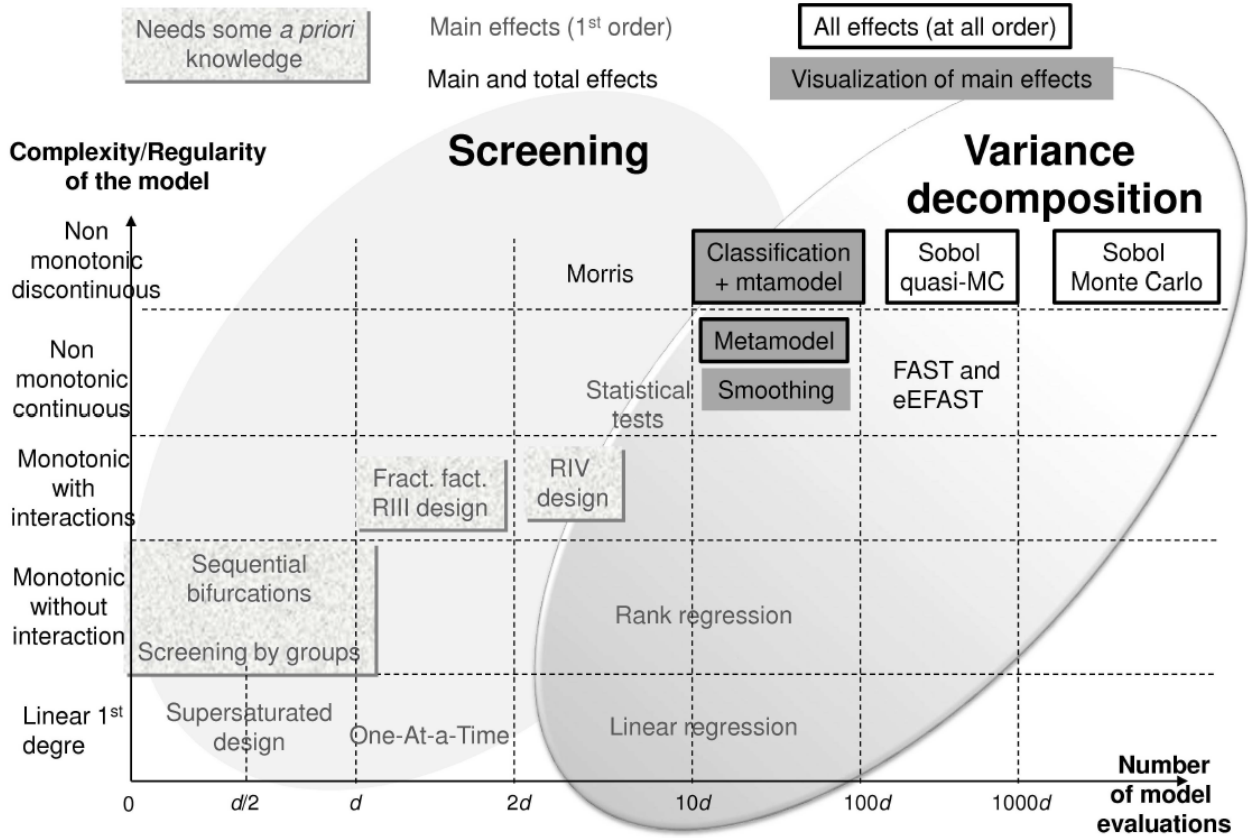 Needs some a priori
knowledge
Main effects (1st order)
All effects (at all order)
Main and total effects
Visualization of main effects
Complexity/Regularity
of the model
Screening
Variance
decomposition
Non
monotonic
discontinuous
Morris
Classification
+ mtamodel
Sobol
quasi-MC
Sobol
Monte Carlo
Non
monotonic
continuous
Metamodel
Smoothing
Statistical
tests
FAST and
eEFAST
Monotonic
with
interactions
Fract. fact.
RIII design
RIV
design
Monotonic
without
interaction
Sequential
bifurcations
Screening by groups
Rank regression
Linear 1st
degre
Supersaturated
design
One-At-a-Time
Linear regression
0
d/2
d
2d
10d
100d
1000d
Number
of model
evaluations